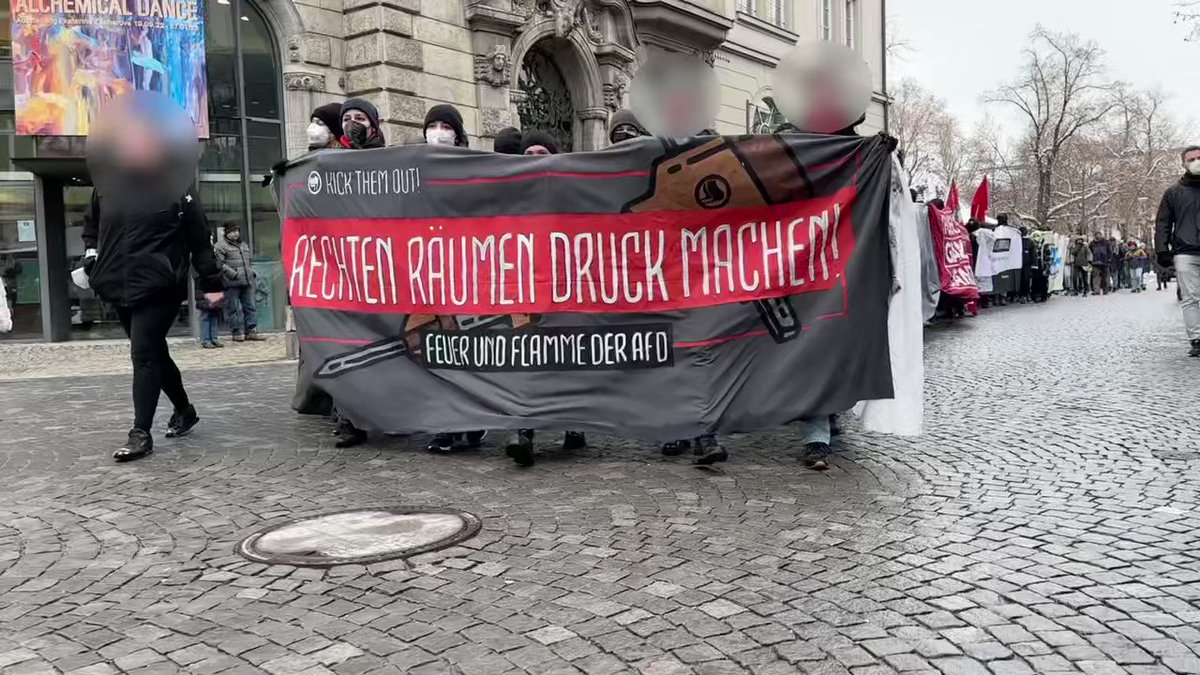 ALCHEMICAL DANCE
KICK THEM OUT!
RECHTEN RÄUMEN DRUCK MACHEN!
FEUER UND FLAMME DER AFD